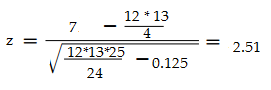 z = (7 − (12 * 13)/4) / √((12*13*25)/24 − 0.125) = 2.51